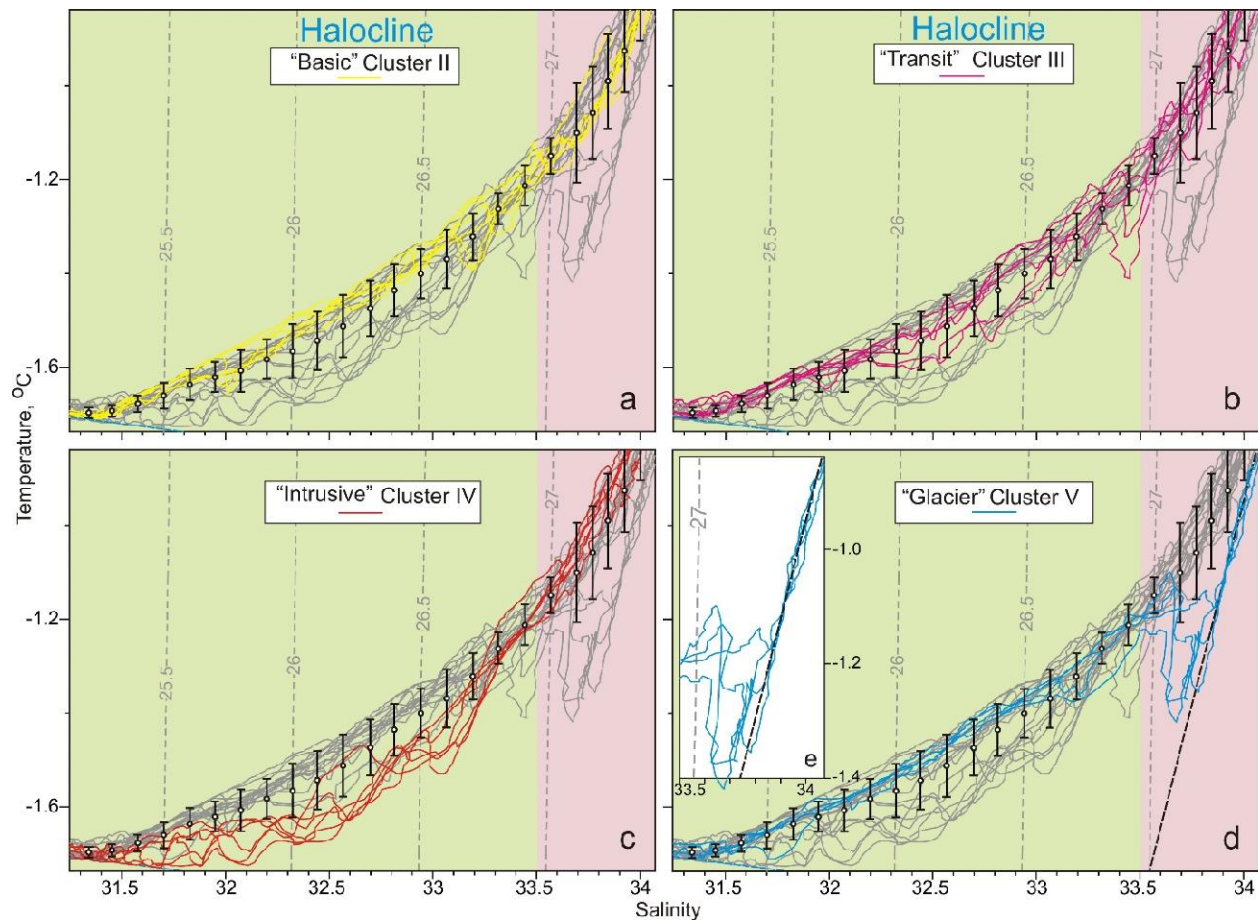 Halocline
"Basic" Cluster II
25.5
26
26.5
27
a
Halocline
"Transit" Cluster III
25.5
26
26.5
27
b
-1.2
-1.6
Temperature, °C,
"Intrusive" Cluster IV
25.5
26
26.5
27
c
-1.2
-1.6
"Glacier" Cluster V
26
26.5
27
d
27
-1.0
-1.2
-1.4
e
33.5
34
31.5 32 32.5 33 33.5 34
31.5 32 32.5 33 33.5 34
Salinity